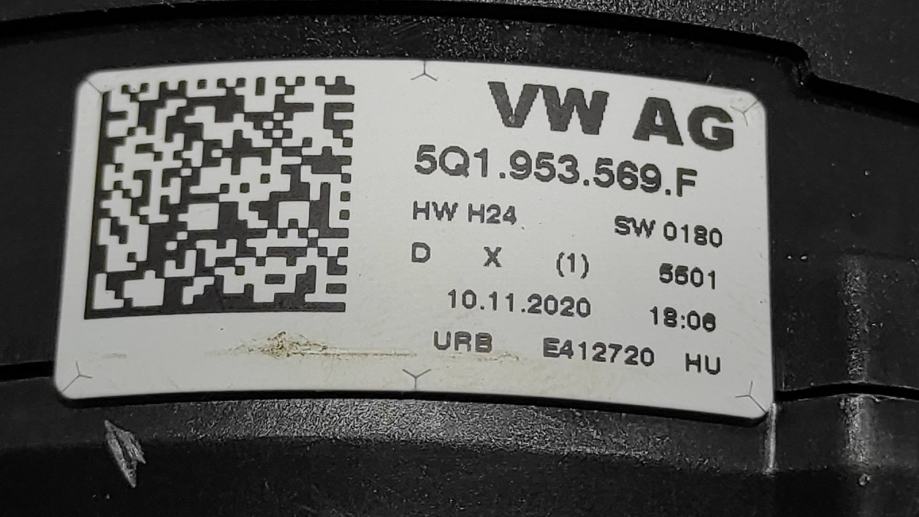 VW AG
5Q1.953.569.F
HW H24 SW 0180
D X (1) 5501
10.11.2020 18:06
URB E412720 HU